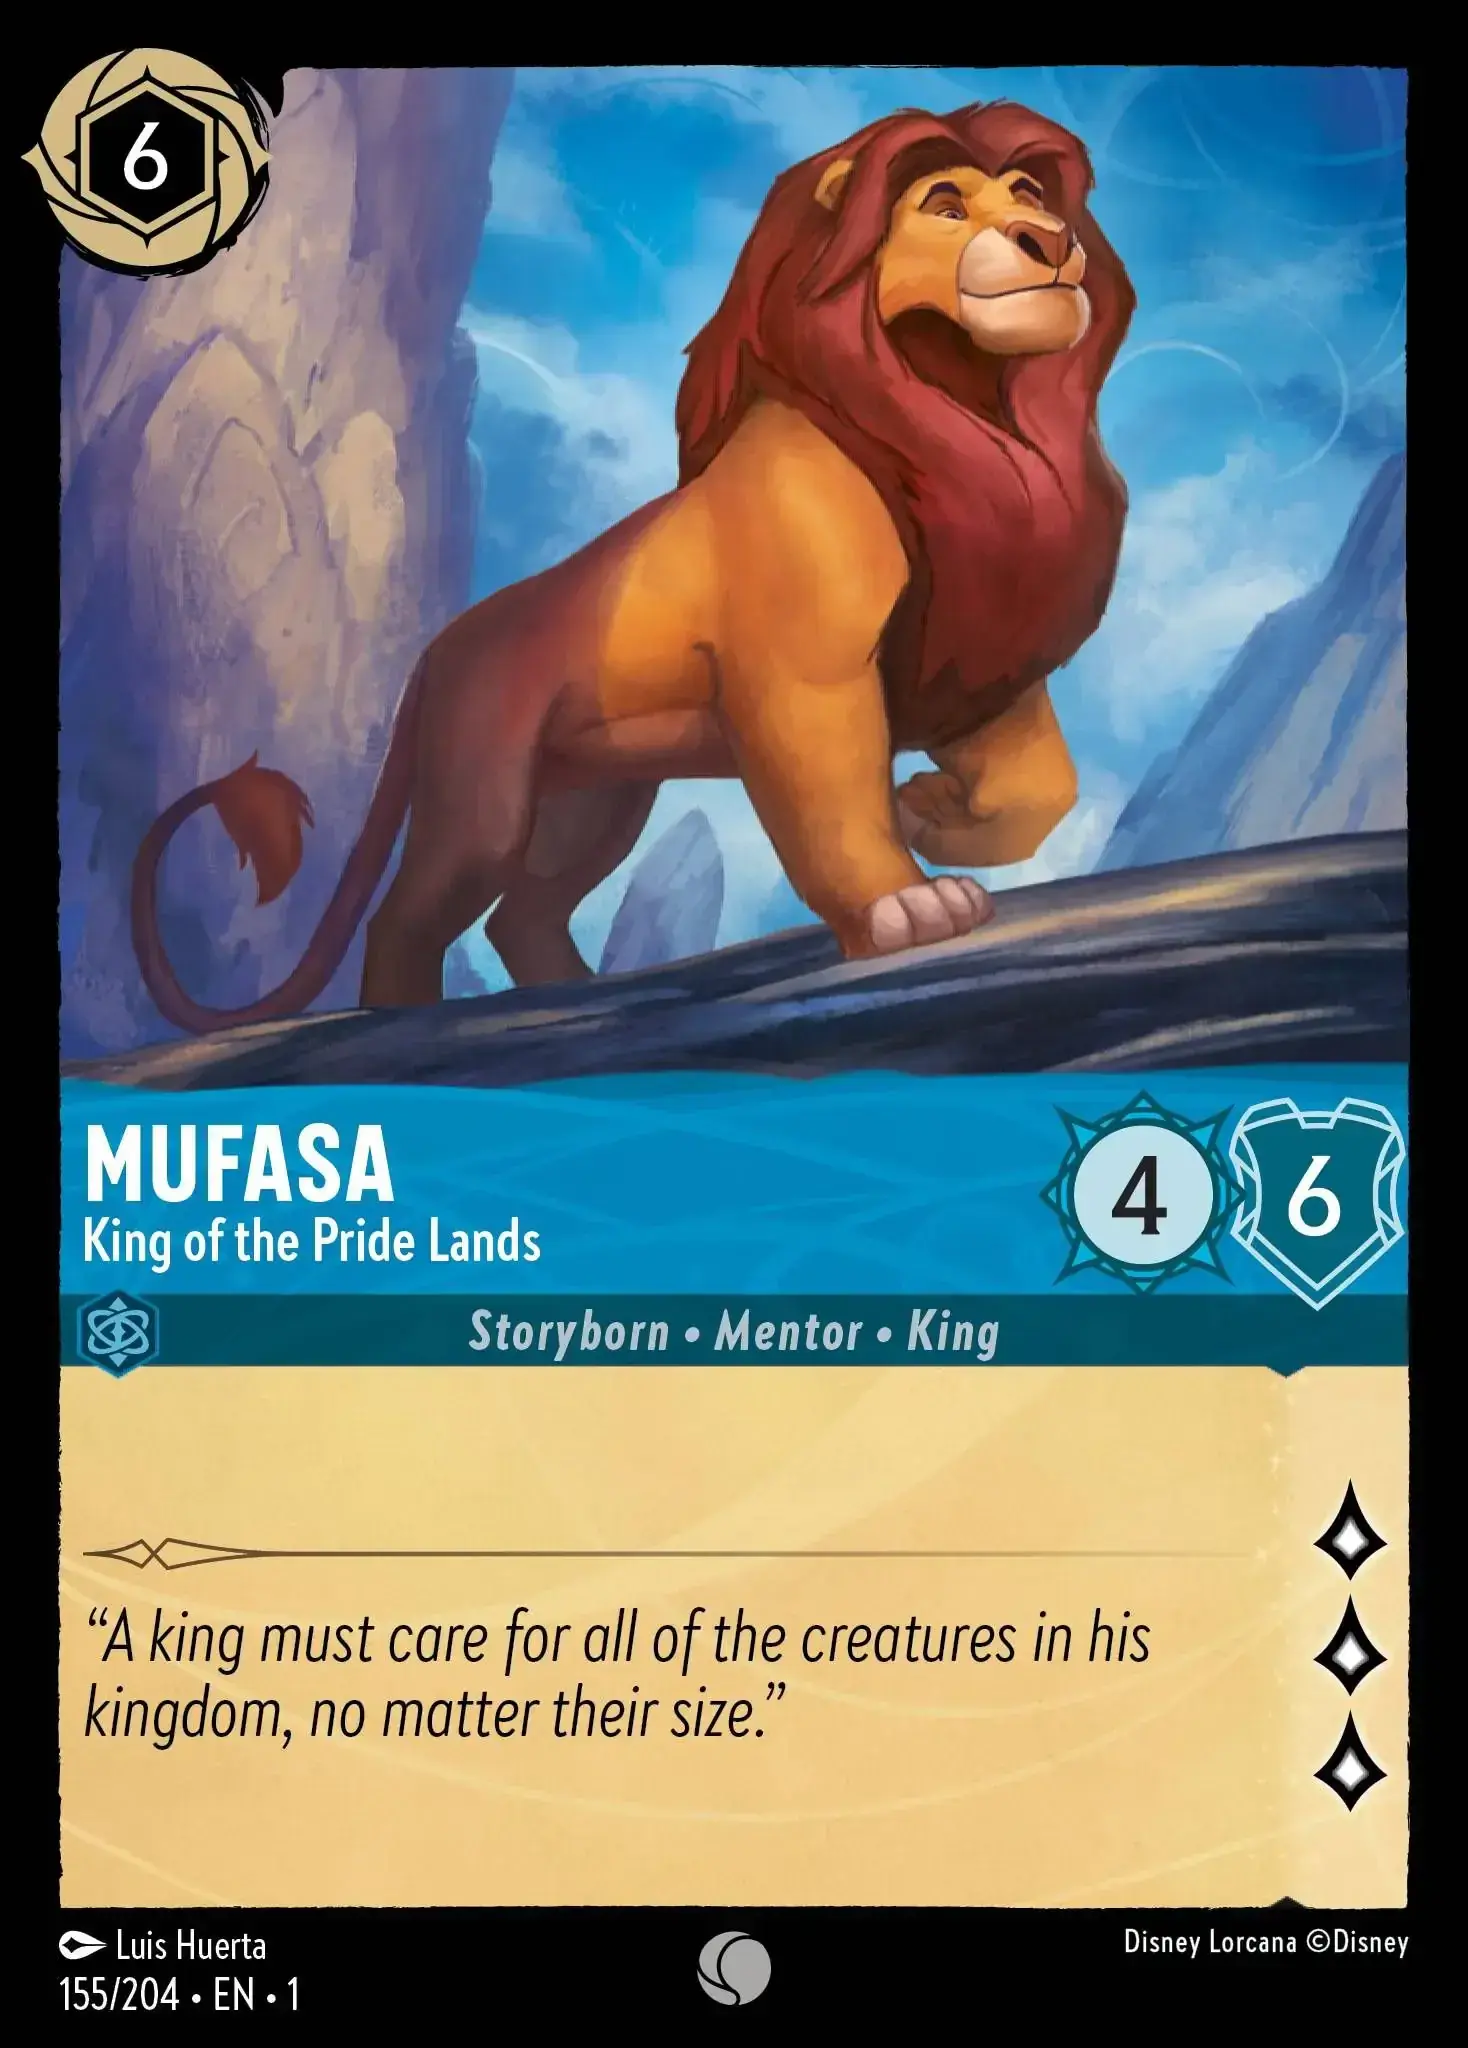 6
MUFASA
King of the Pride Lands
4
6
Storyborn • Mentor • King
“A king must care for all of the creatures in his
kingdom, no matter their size.”
Luis Huerta
155/204 • EN • 1
Disney Lorcana ©Disney